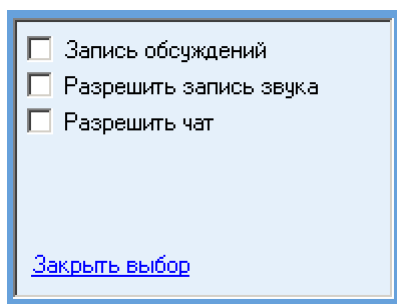 Запись обсуждений
Разрешить запись звука
Разрешить чат
Закрыть выбор